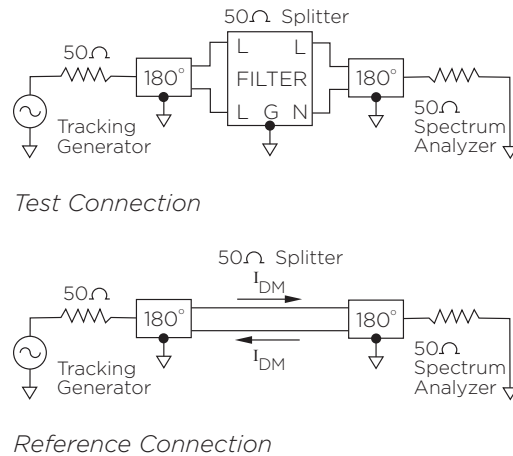 50Ω Splitter
50Ω
L L
180°
FILTER
180°
L G N
50Ω
Tracking
Generator
Spectrum
Analyzer
Test Connection
50Ω Splitter
50Ω
I_DM
180°
180°
I_DM
50Ω
Tracking
Generator
Spectrum
Analyzer
Reference Connection